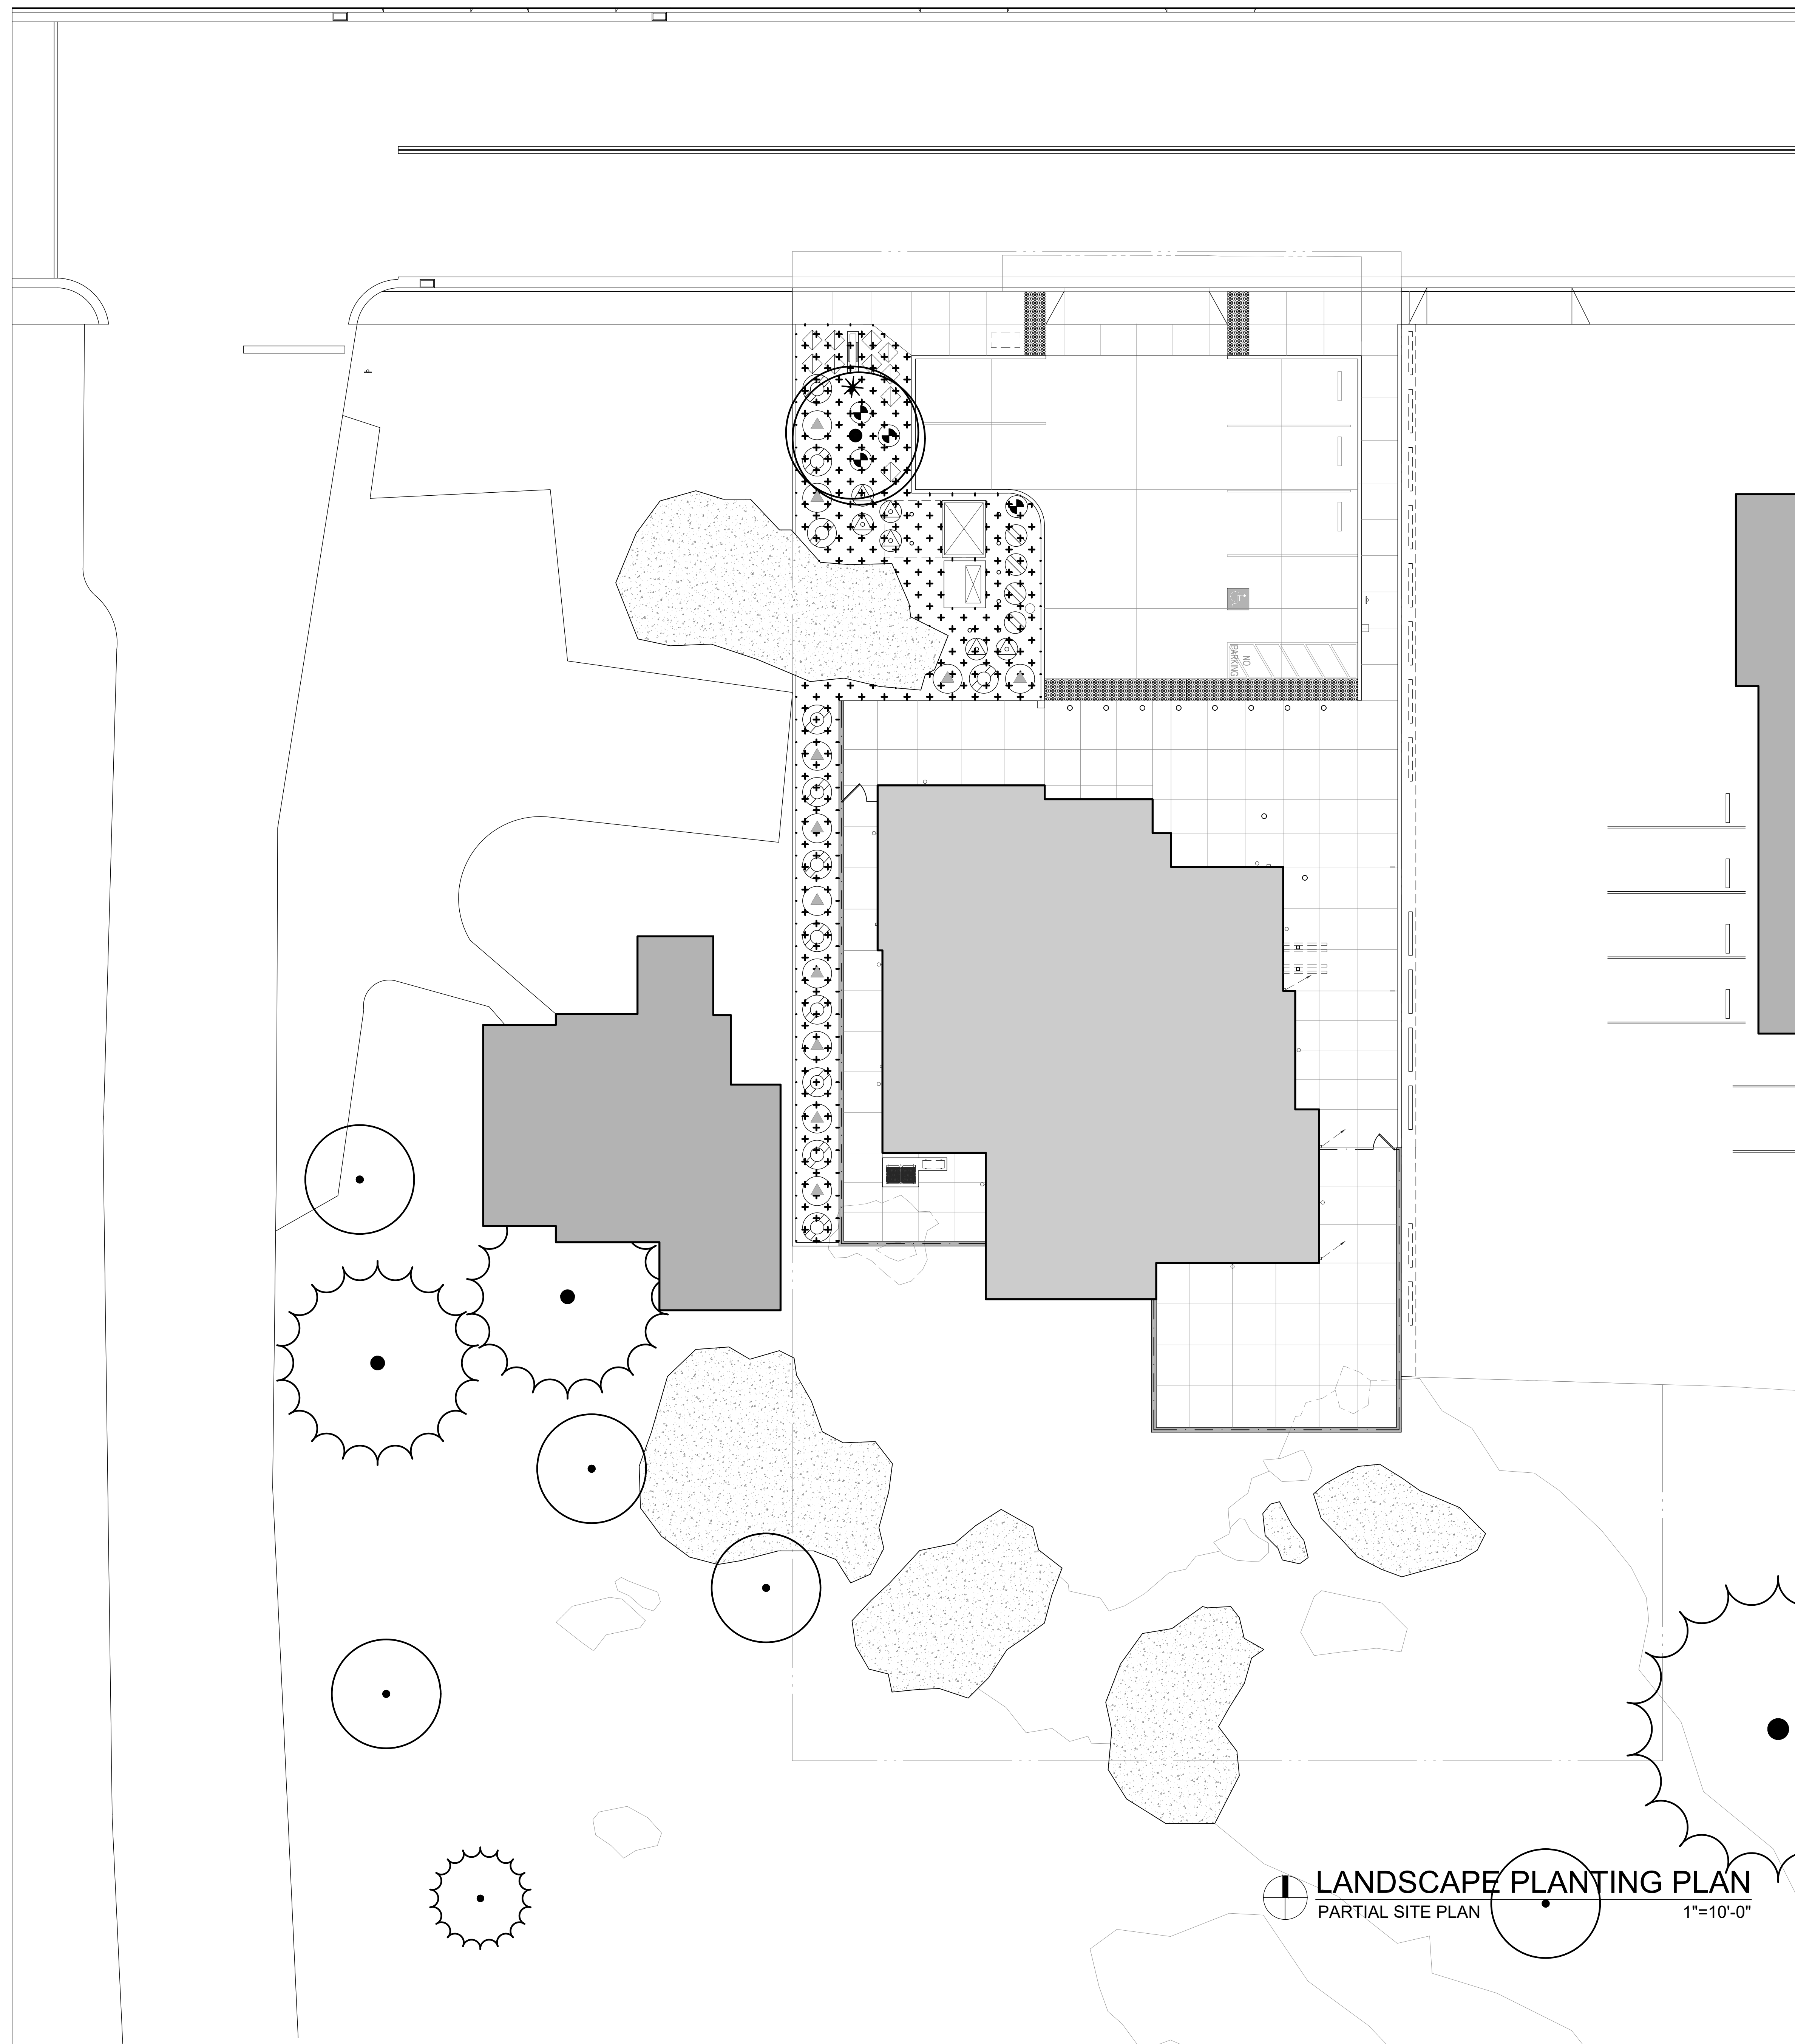 NO
PARKING
LANDSCAPE PLANTING PLAN
PARTIAL SITE PLAN
1"=10'-0"